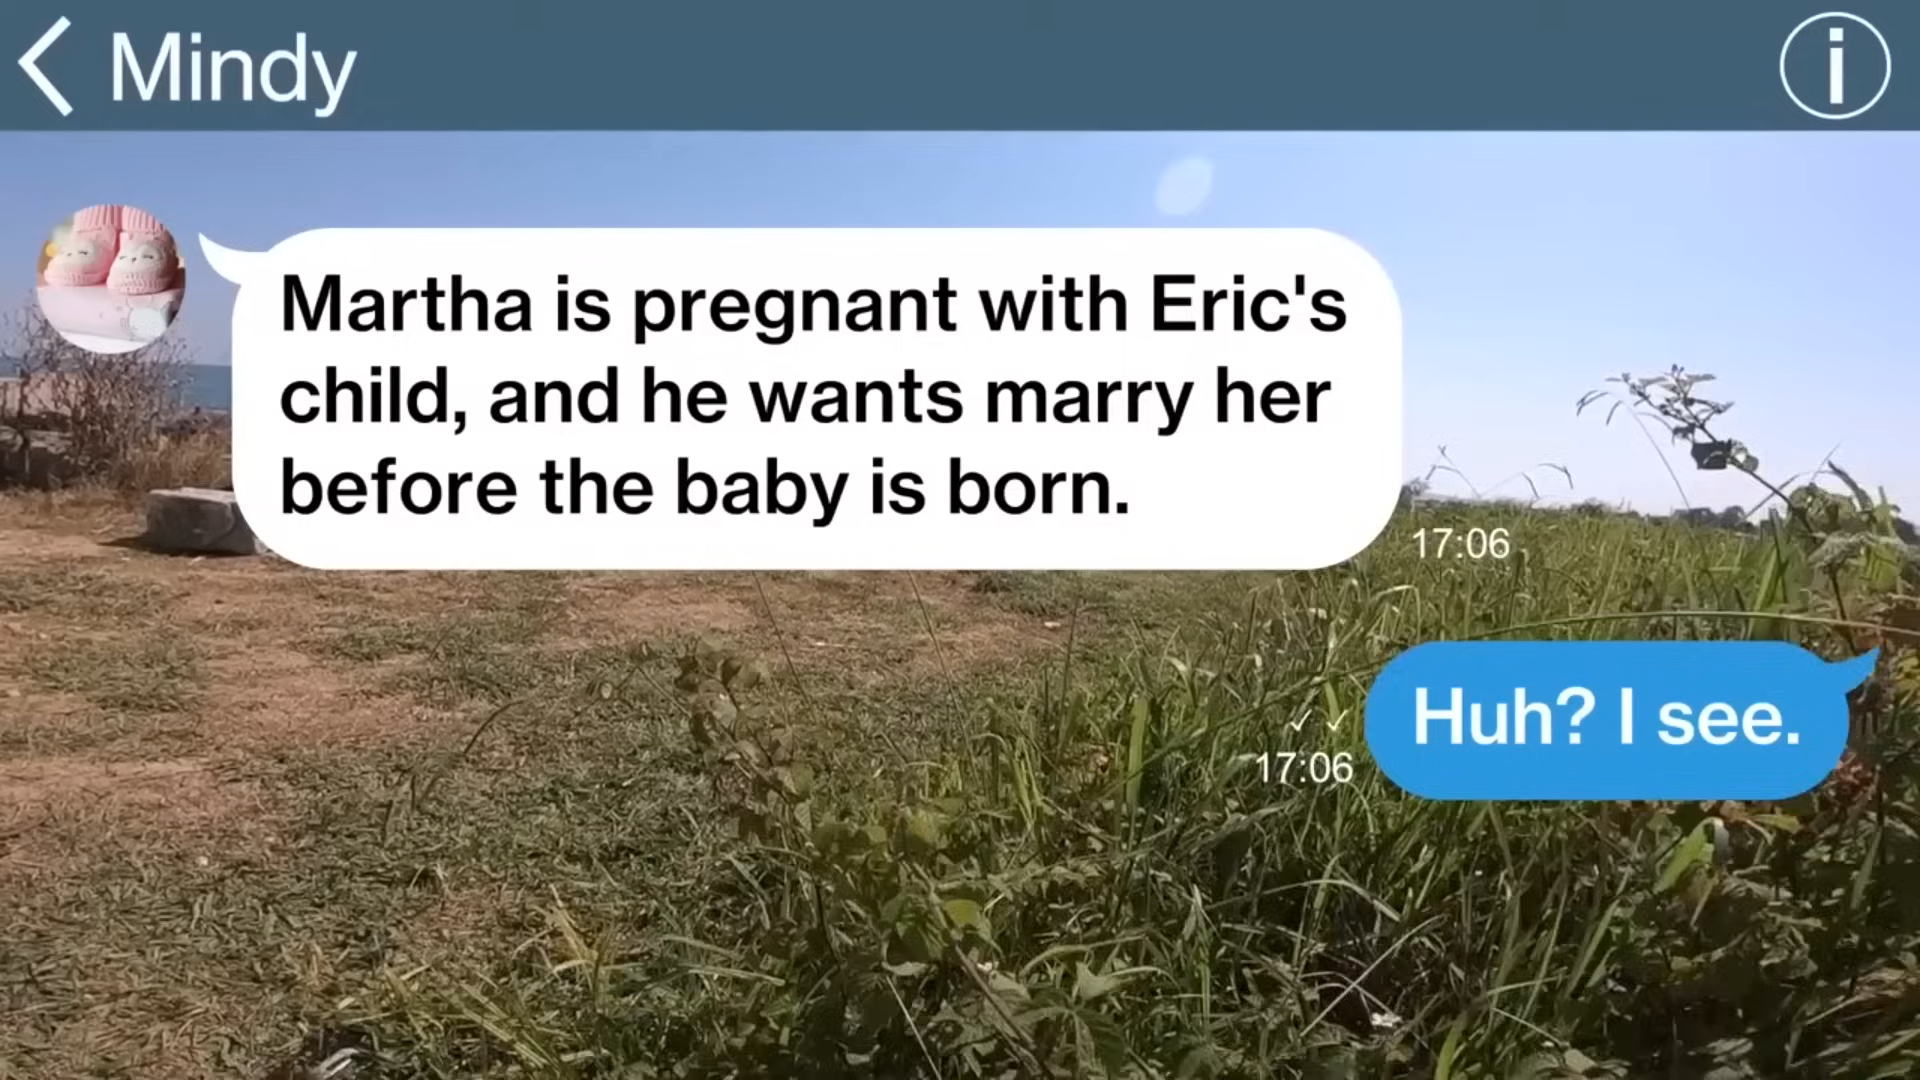 Mindy
Martha is pregnant with Eric's
child, and he wants marry her
before the baby is born.
17:06
Huh? I see.
✓ ✓
17:06